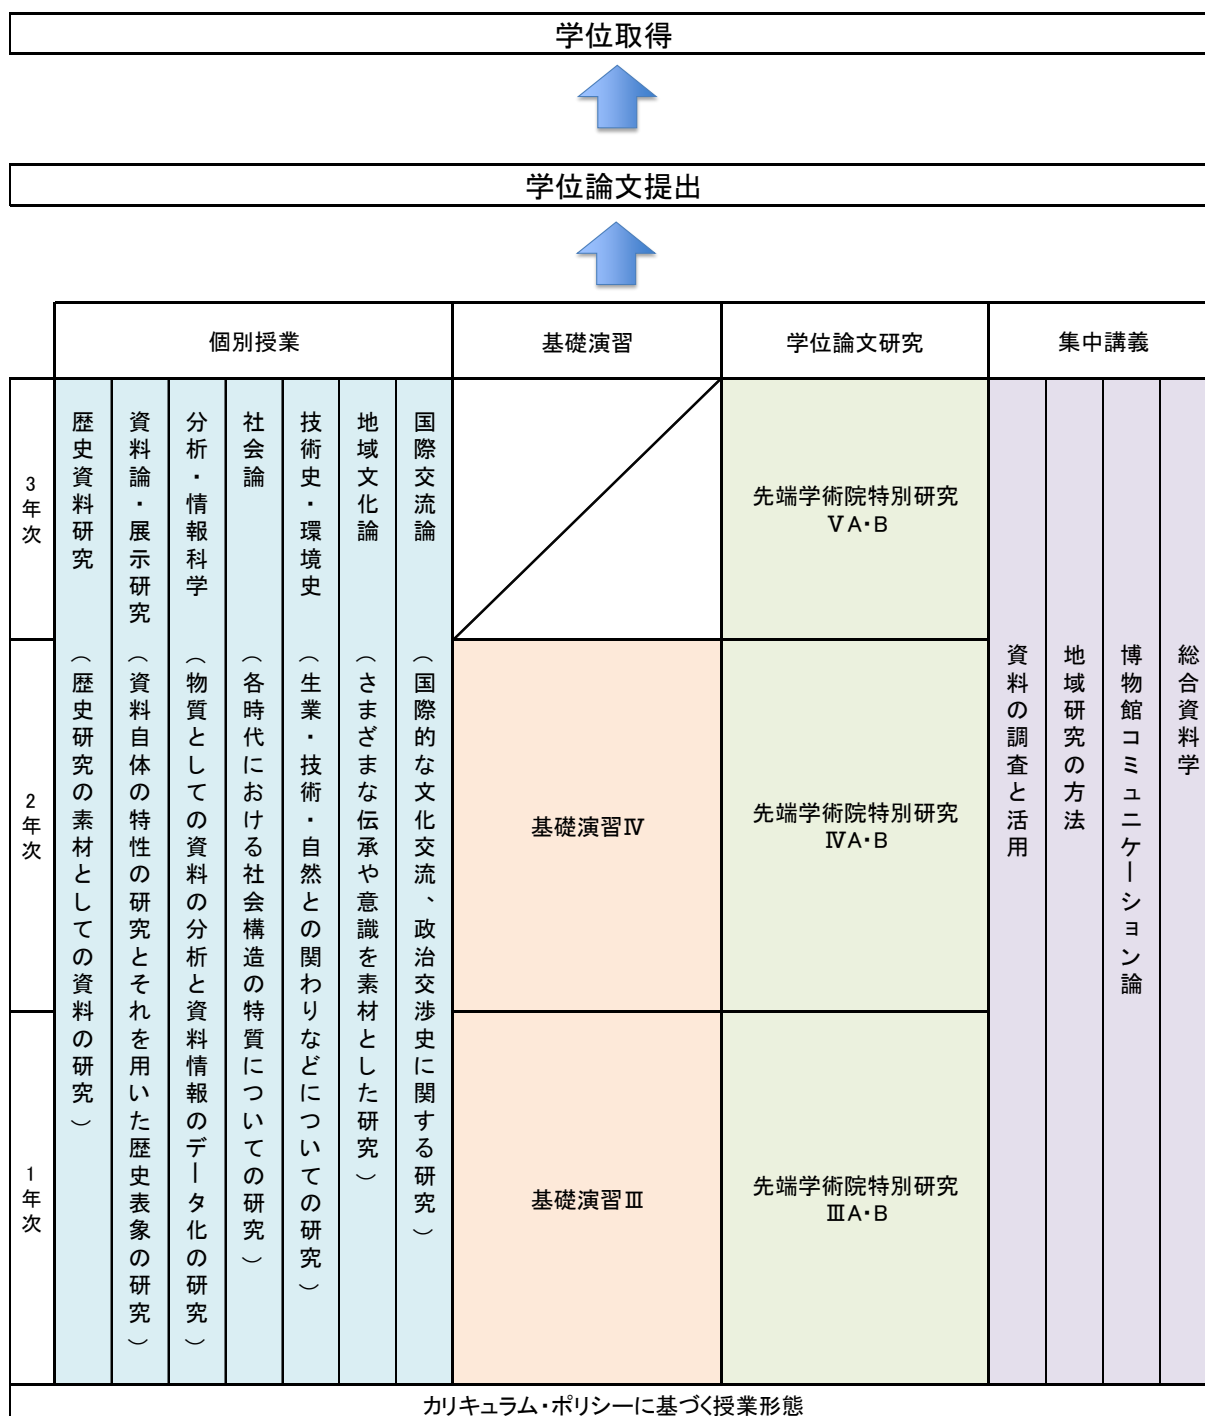 学位取得
学位論文提出
個別授業
基礎演習
学位論文研究
集中講義
3年次
2年次
1年次
歴史資料研究
(歴史研究の素材としての資料の研究)
資料論・展示研究
(資料自体の特性の研究とそれを用いた歴史表象の研究)
分析・情報科学
(物質としての資料の分析と資料情報のデータ化の研究)
社会論
(各時代における社会構造の特質についての研究)
技術史・環境史
(生業・技術・自然との関わりなどについての研究)
地域文化論
(さまざまな伝承や意識を素材とした研究)
国際交流論
(国際的な文化交流、政治交渉史に関する研究)
基礎演習Ⅳ
基礎演習Ⅲ
先端学術院特別研究
ⅤA・B
先端学術院特別研究
ⅣA・B
先端学術院特別研究
ⅢA・B
資料の調査と活用
地域研究の方法
博物館コミュニケーション論
総合資料学
カリキュラム・ポリシーに基づく授業形態